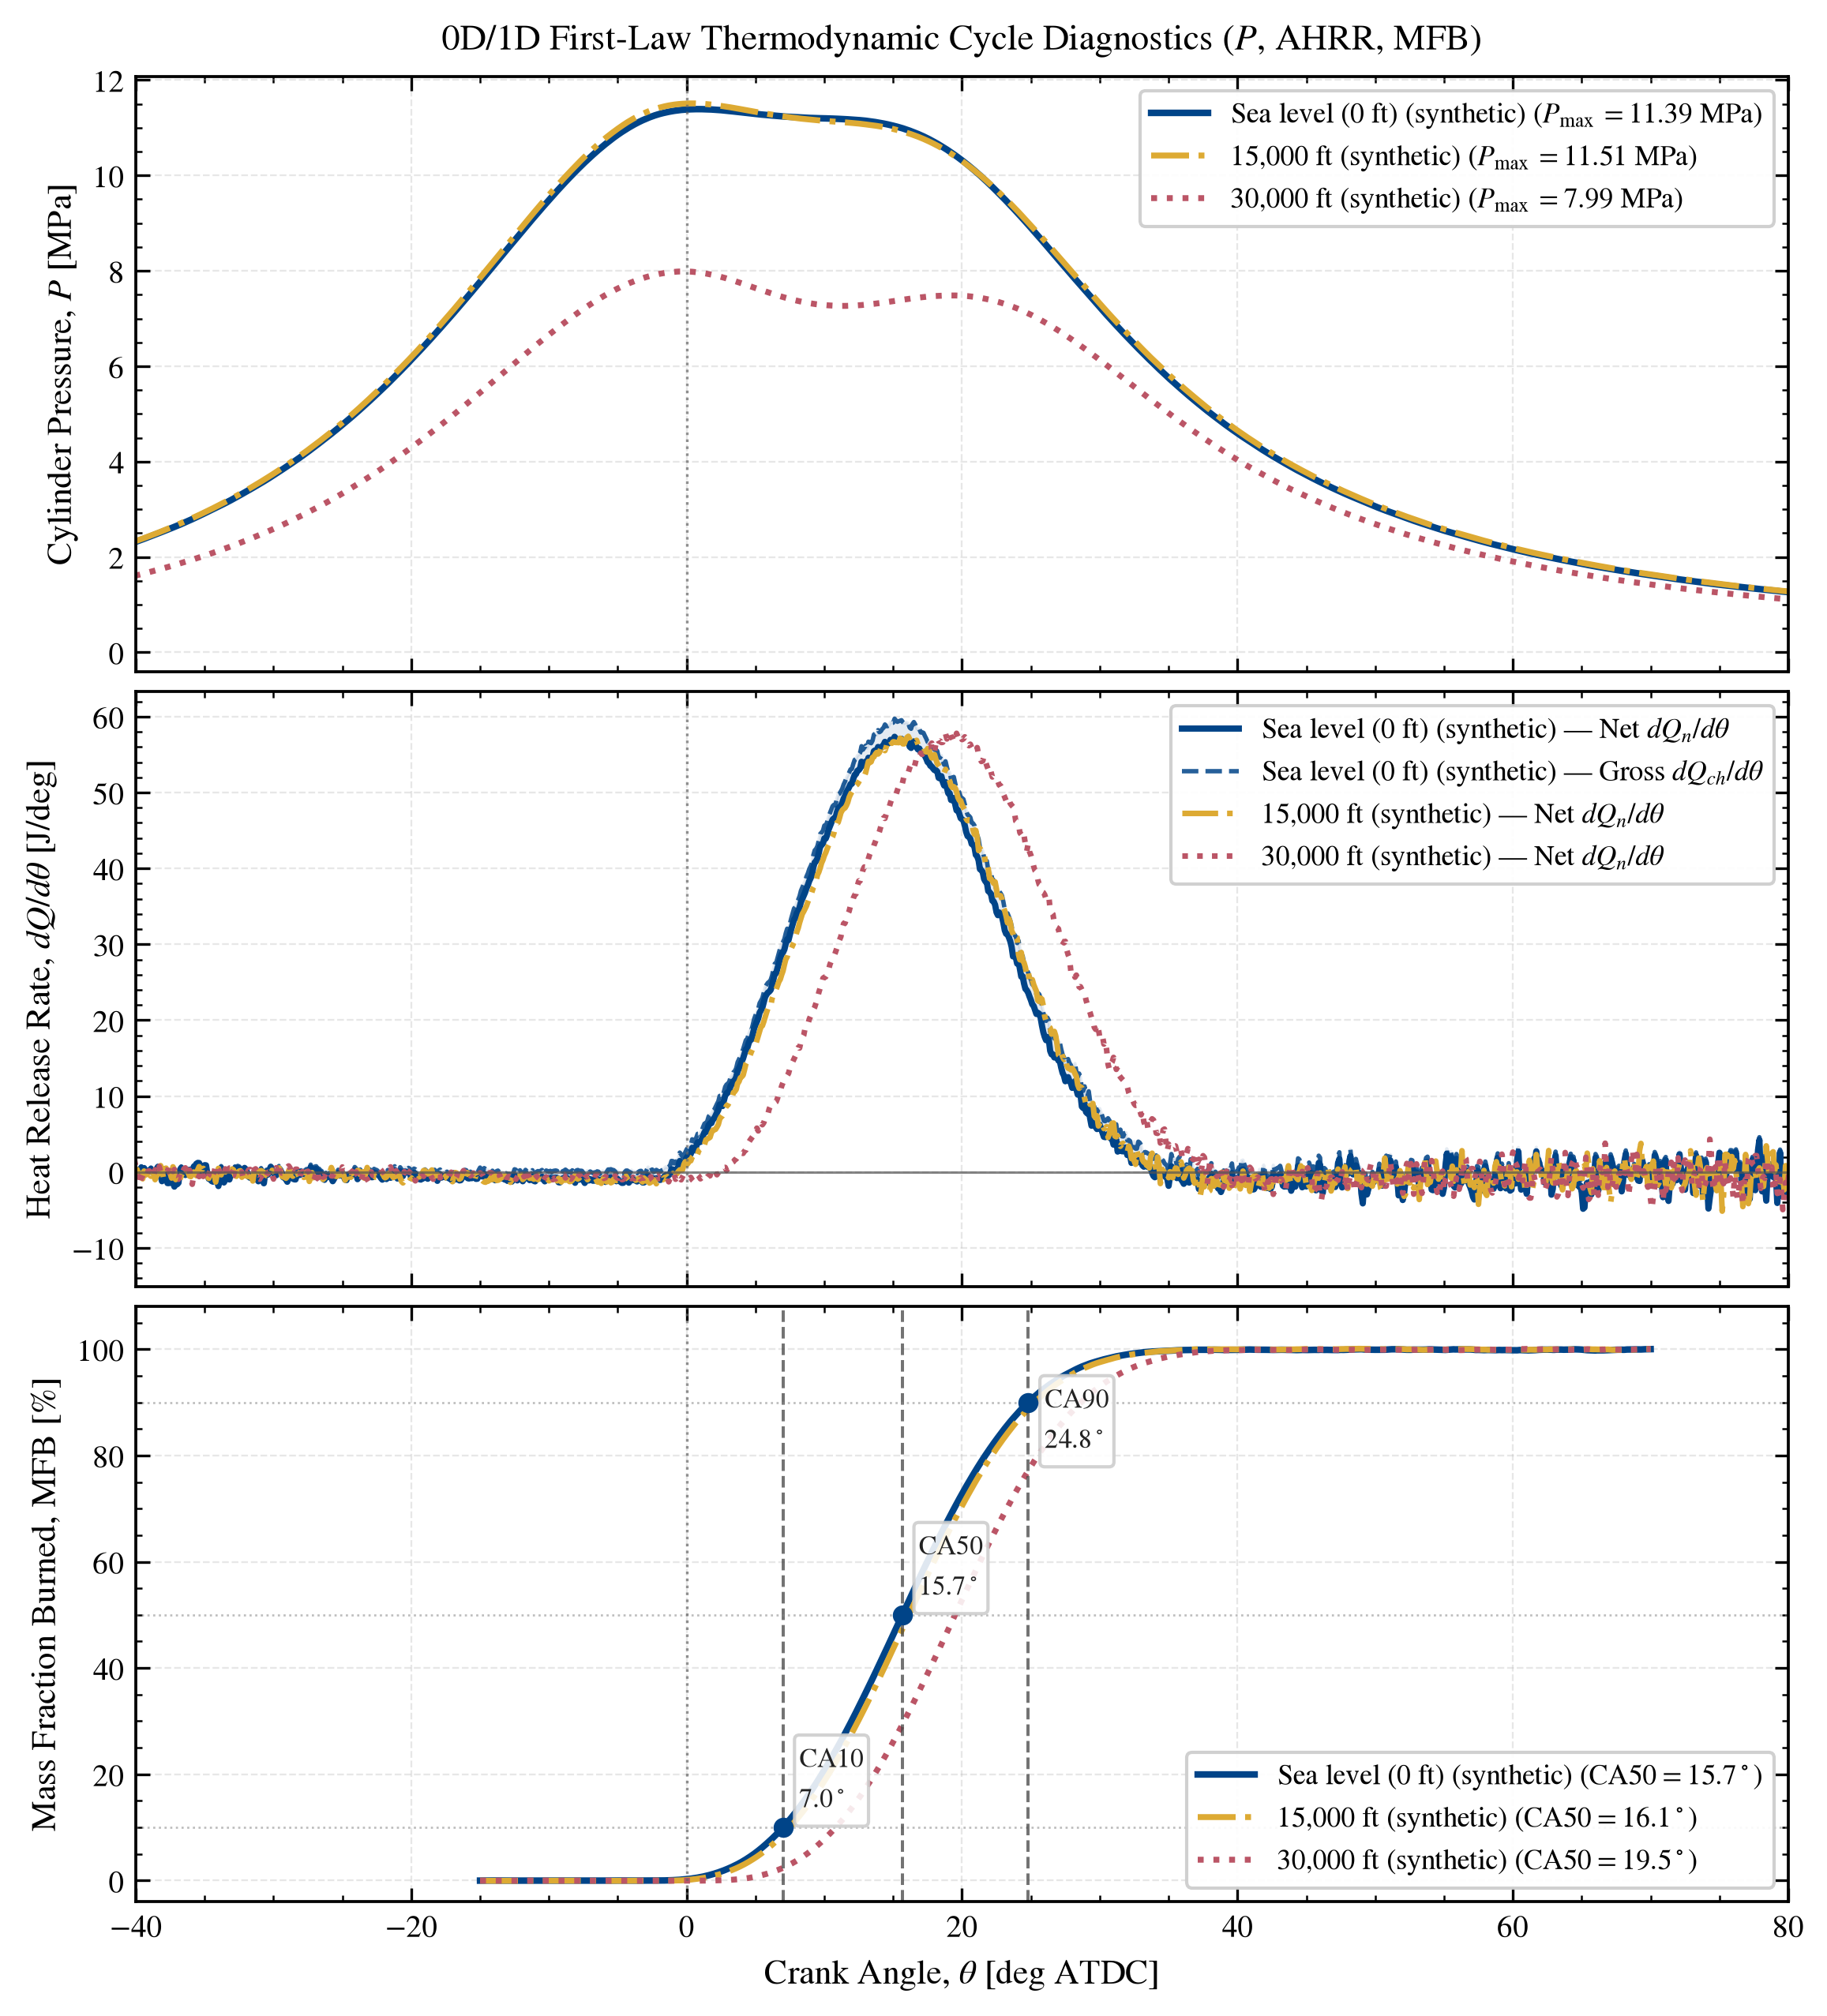 0D/1D First-Law Thermodynamic Cycle Diagnostics (P, AHRR, MFB)
12
10
8
6
4
2
0
Cylinder Pressure, P [MPa]
Sea level (0 ft) (synthetic) (Pmax = 11.39 MPa)
15,000 ft (synthetic) (Pmax = 11.51 MPa)
30,000 ft (synthetic) (Pmax = 7.99 MPa)
60
50
40
30
20
10
0
−10
Heat Release Rate, dQ/dθ [J/deg]
Sea level (0 ft) (synthetic) — Net dQn/dθ
Sea level (0 ft) (synthetic) — Gross dQch/dθ
15,000 ft (synthetic) — Net dQn/dθ
30,000 ft (synthetic) — Net dQn/dθ
100
80
60
40
20
0
Mass Fraction Burned, MFB [%]
CA90
24.8°
CA50
15.7°
CA10
7.0°
Sea level (0 ft) (synthetic) (CA50 = 15.7°)
15,000 ft (synthetic) (CA50 = 16.1°)
30,000 ft (synthetic) (CA50 = 19.5°)
−40 −20 0 20 40 60 80
Crank Angle, θ [deg ATDC]